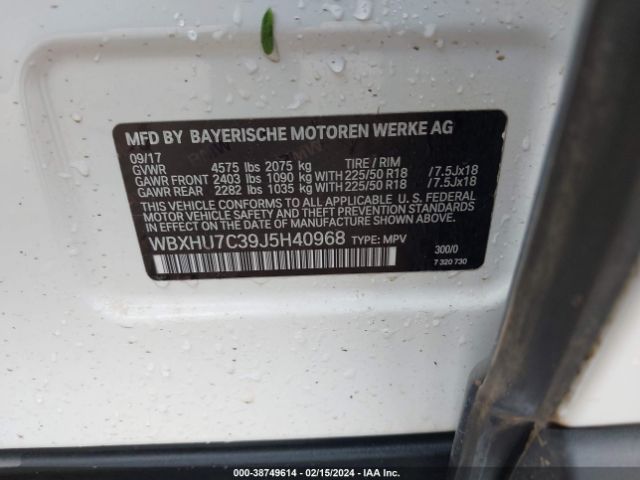 MFD BY BAYERISCHE MOTOREN WERKE AG
09/17
GVWR 4575 lbs 2075 kg TIRE / RIM
GAWR FRONT 2403 lbs 1090 kg WITH 225/50 R18 /7.5Jx18
GAWR REAR 2282 lbs 1035 kg WITH 225/50 R18 /7.5Jx18
THIS VEHICLE CONFORMS TO ALL APPLICABLE U. S. FEDERAL
MOTOR VEHICLE SAFETY STANDARDS IN EFFECT ON THE
DATE OF MANUFACTURE SHOWN ABOVE.
WBXHU7C39J5H40968 TYPE: MPV
300/0
7 320 730
000-38749614 - 02/15/2024 - IAA Inc.